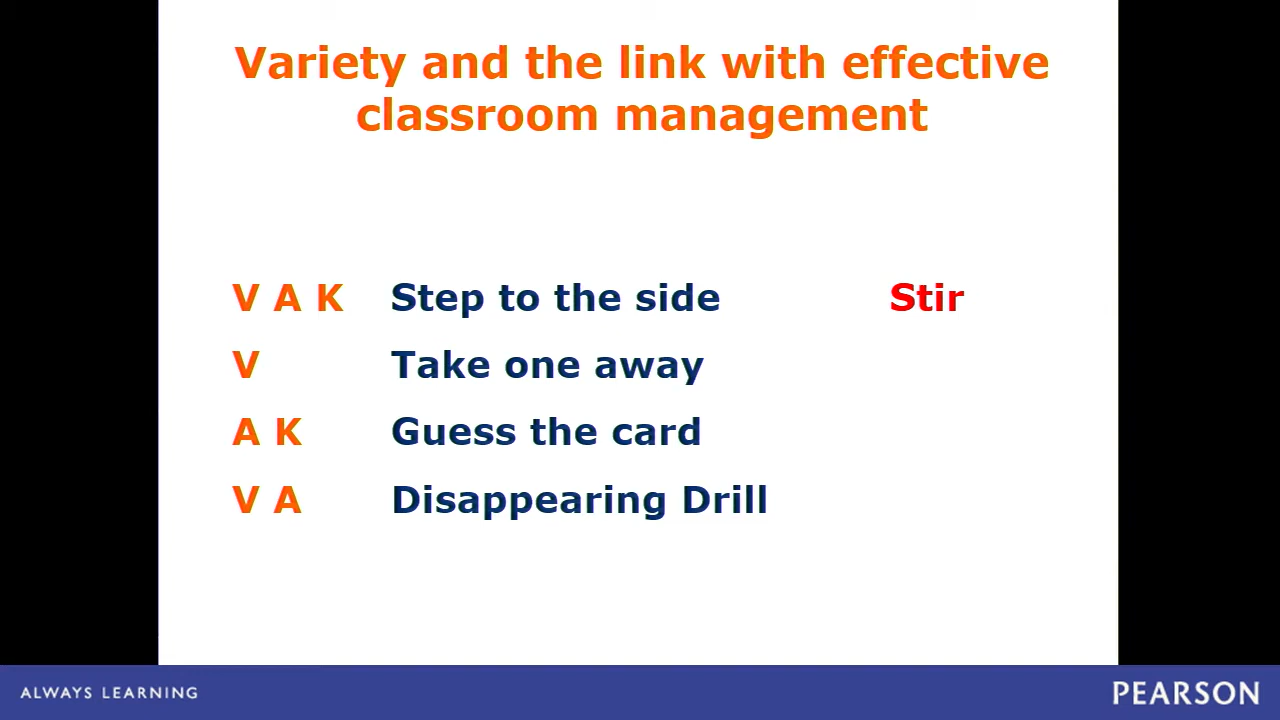 Variety and the link with effective
classroom management
V A K Step to the side Stir
V Take one away
A K Guess the card
V A Disappearing Drill
ALWAYS LEARNING PEARSON